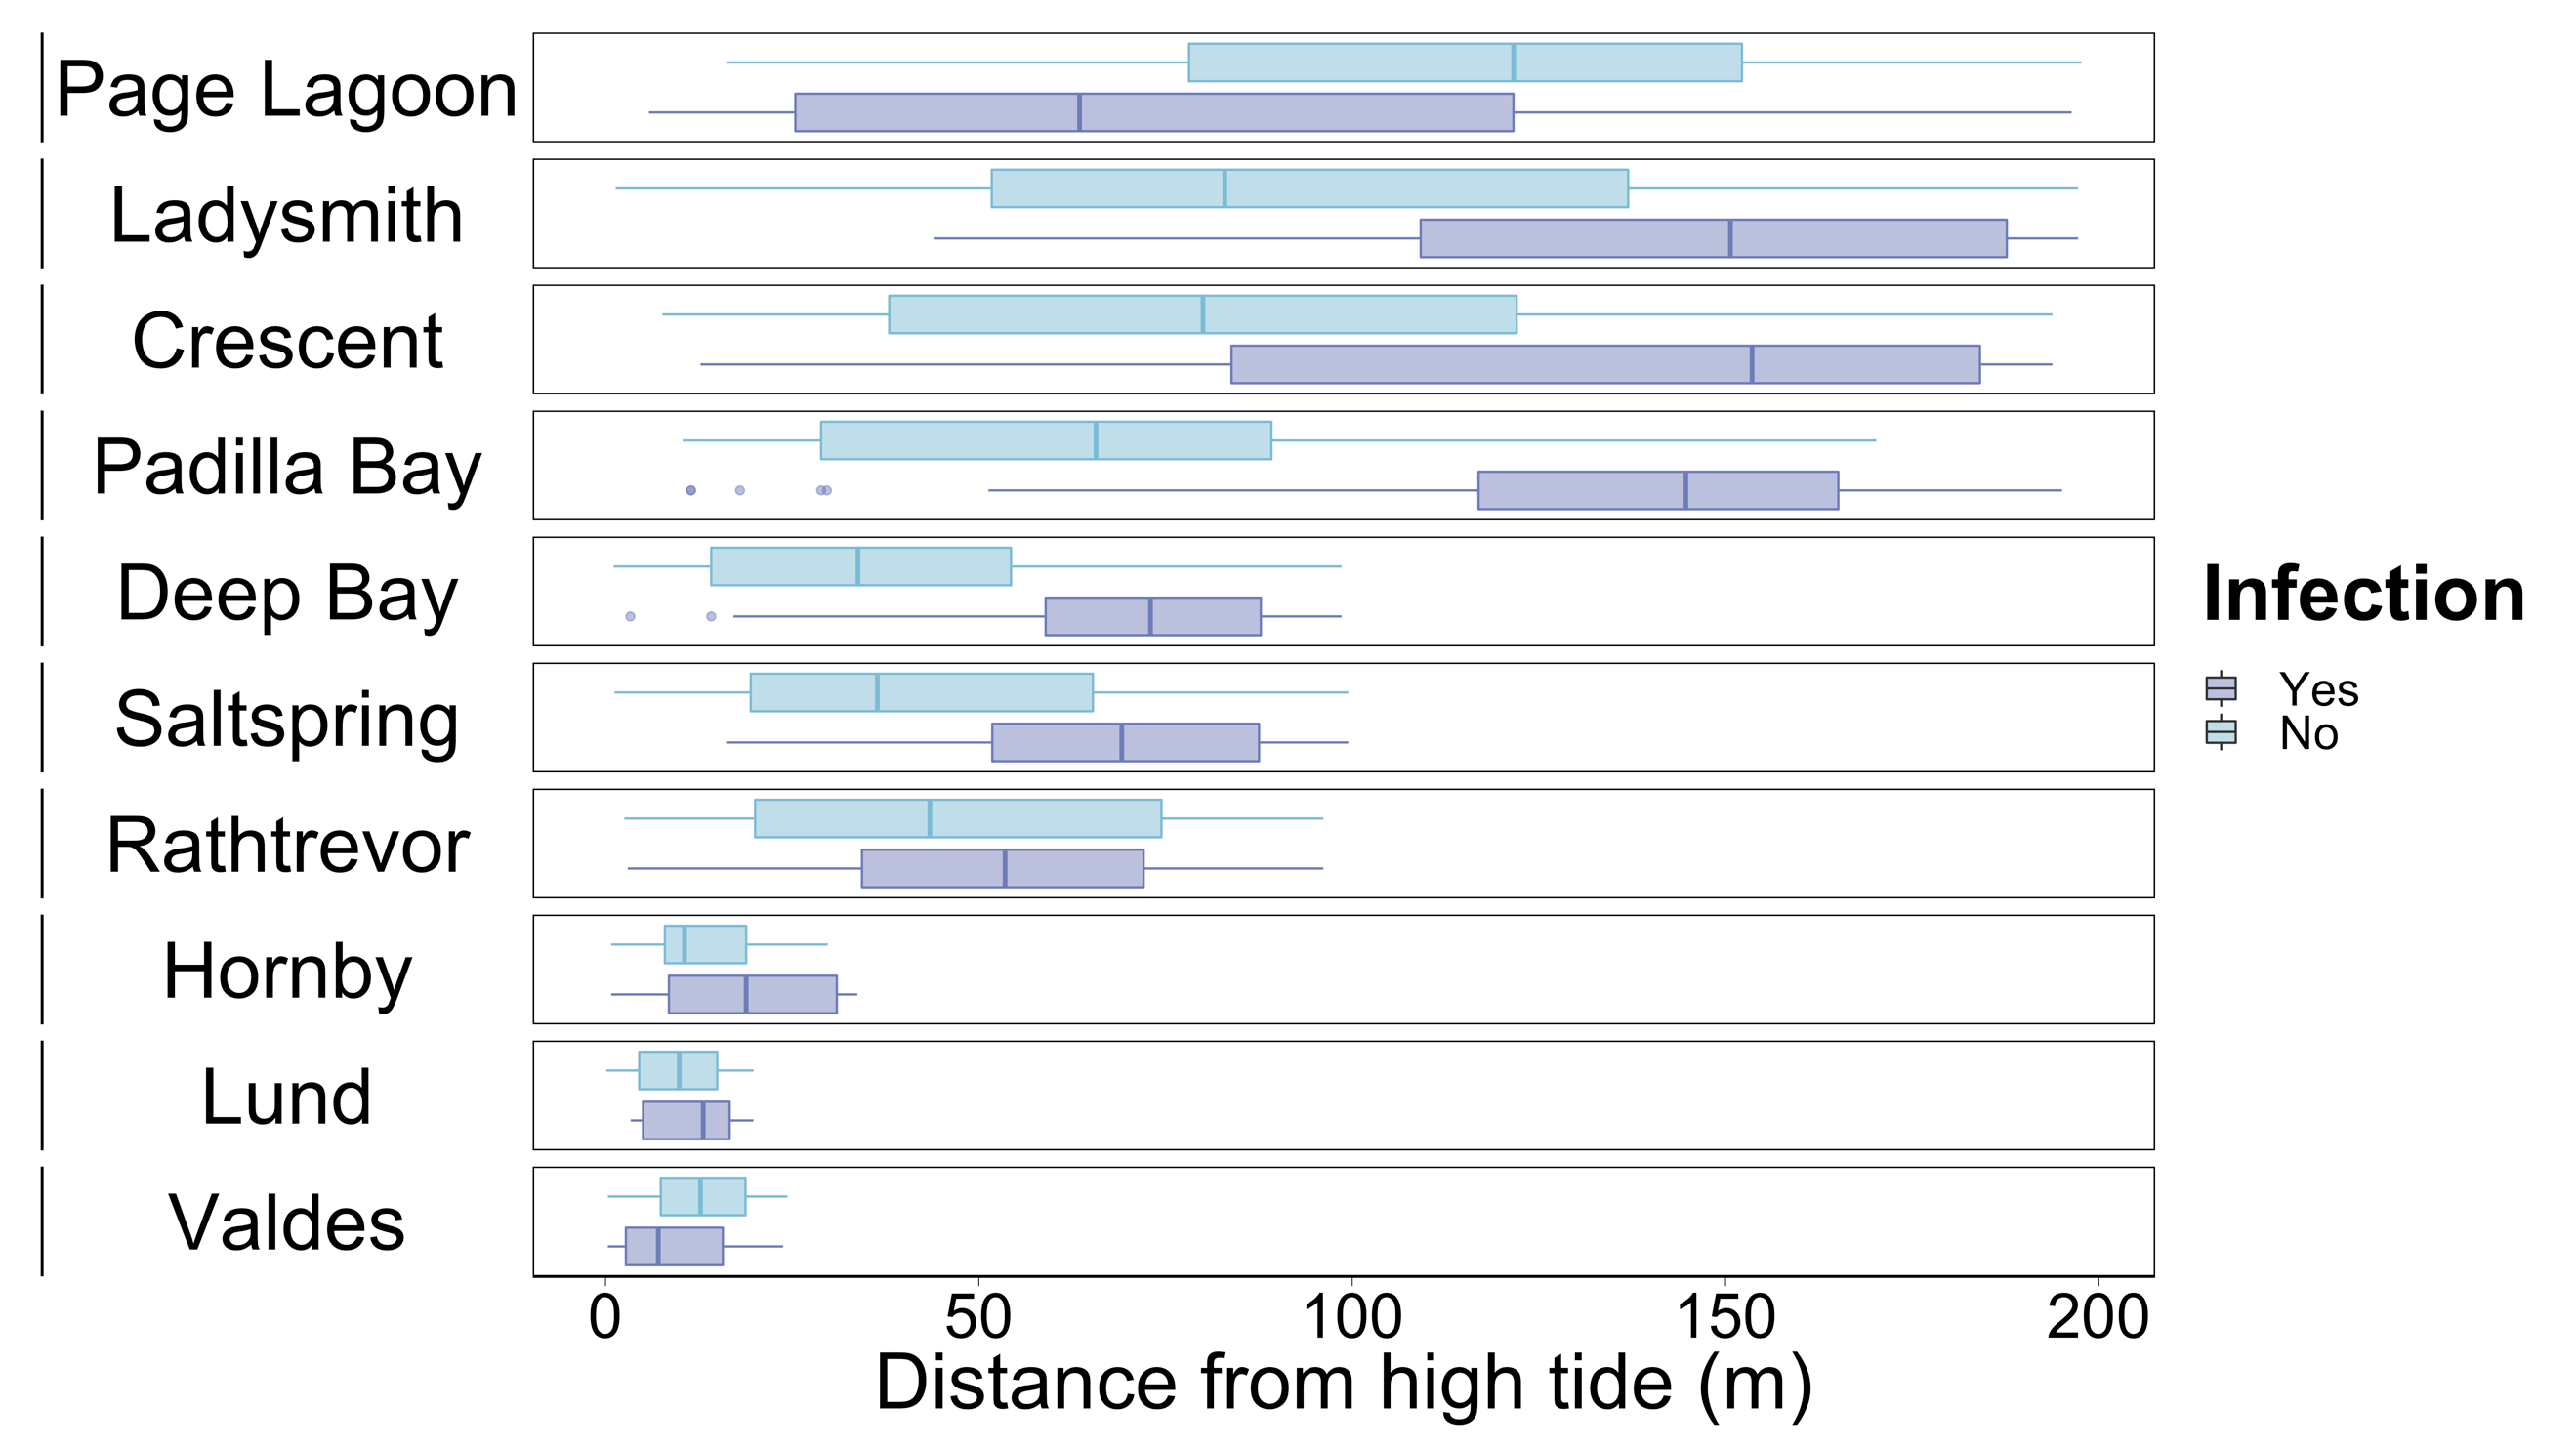 Page Lagoon
Ladysmith
Crescent
Padilla Bay
Deep Bay
Saltspring
Rathtrevor
Hornby
Lund
Valdes
0 50 100 150 200
Distance from high tide (m)
Infection
Yes
No